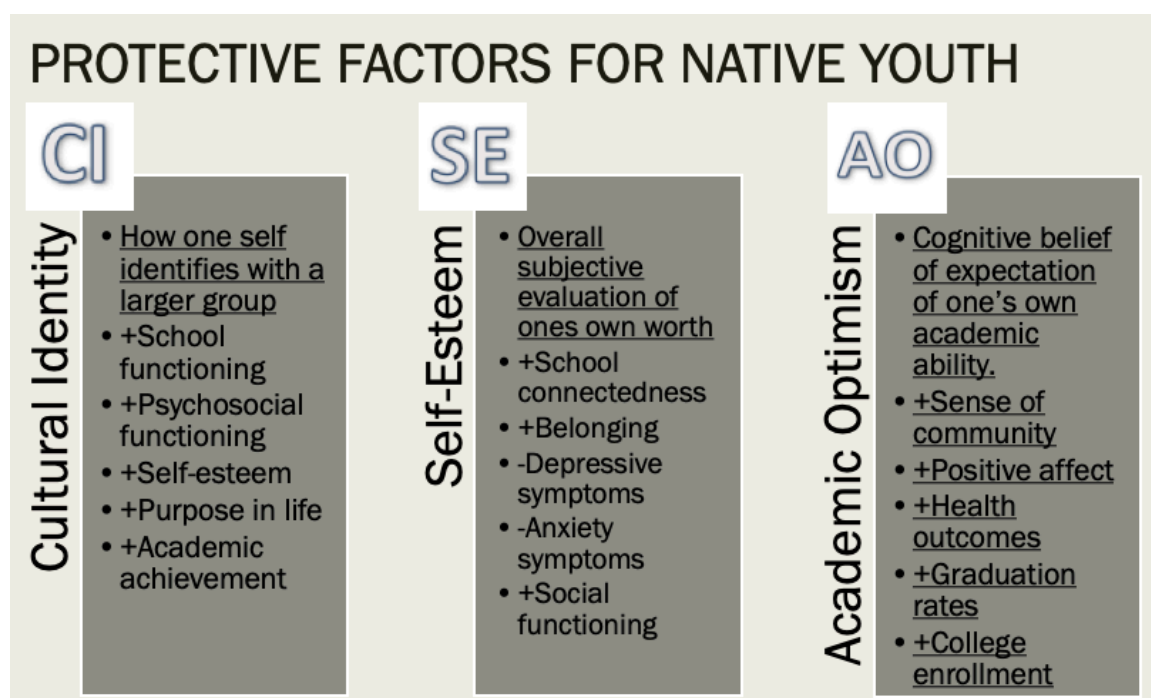 PROTECTIVE FACTORS FOR NATIVE YOUTH
CI
Cultural Identity
• How one self
identifies with a
larger group
• +School
functioning
• +Psychosocial
functioning
• +Self-esteem
• +Purpose in life
• +Academic
achievement
SE
Self-Esteem
• Overall
subjective
evaluation of
ones own worth
• +School
connectedness
• +Belonging
• -Depressive
symptoms
• -Anxiety
symptoms
• +Social
functioning
AO
Academic Optimism
• Cognitive belief
of expectation
of one’s own
academic
ability.
• +Sense of
community
• +Positive affect
• +Health
outcomes
• +Graduation
rates
• +College
enrollment